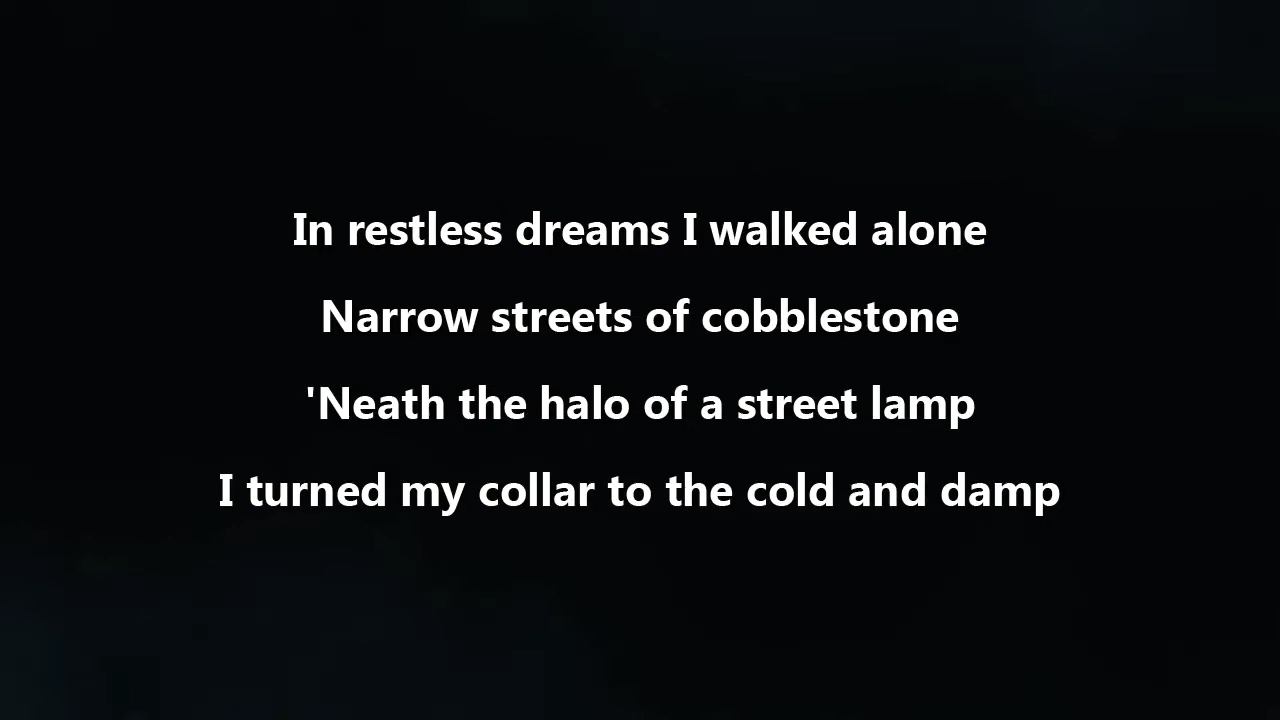 In restless dreams I walked alone
Narrow streets of cobblestone
'Neath the halo of a street lamp
I turned my collar to the cold and damp